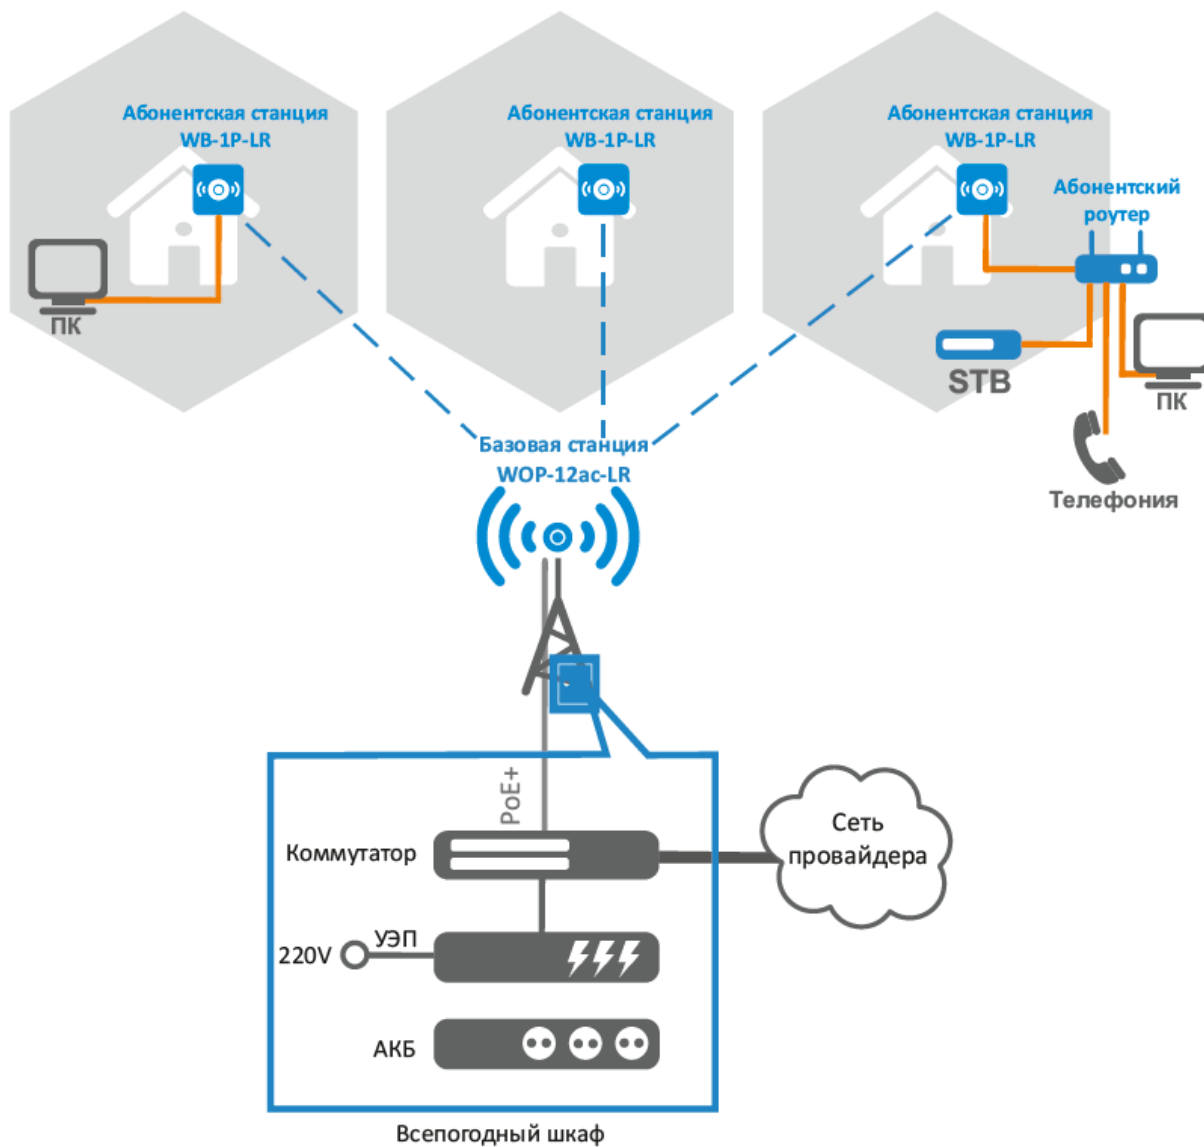 Абонентская станция
WB-1P-LR
Абонентская станция
WB-1P-LR
Абонентская станция
WB-1P-LR
Абонентский
роутер
ПК
STB
ПК
Телефония
Базовая станция
WOP-12ac-LR
PoE+
Коммутатор
Сеть
провайдера
УЭП
220V
АКБ
Всепогодный шкаф